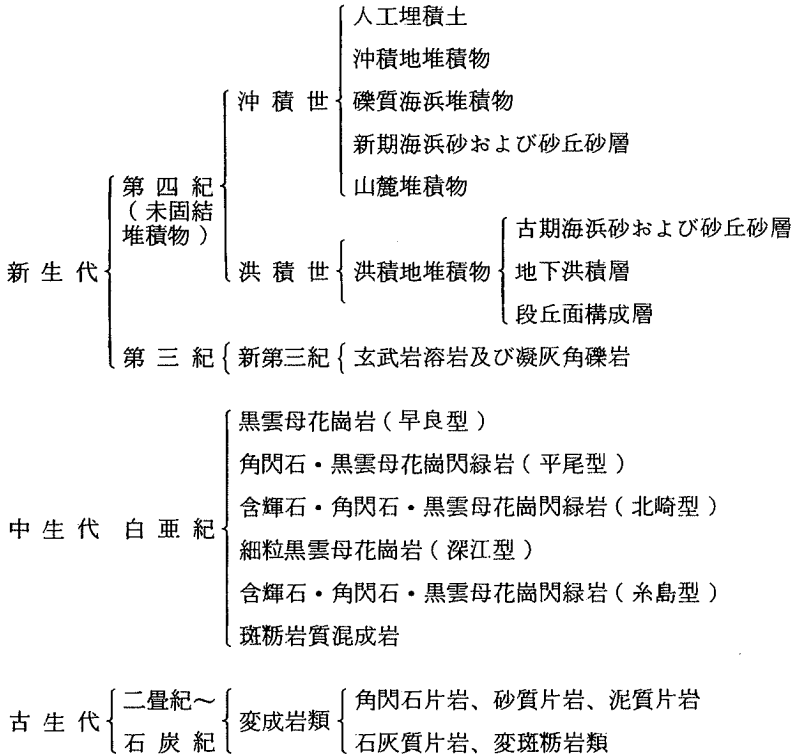 人工埋積土
沖積地堆積物
沖積世
礫質海浜堆積物
新期海浜砂および砂丘砂層
第四紀
山麓堆積物
(未固結
堆積物)
古期海浜砂および砂丘砂層
新生代
洪積世
洪積地堆積物
地下洪積層
段丘面構成層
第三紀
新第三紀
玄武岩溶岩及び凝灰角礫岩
黒雲母花崗岩(早良型)
角閃石・黒雲母花崗閃緑岩(平尾型)
含輝石・角閃石・黒雲母花崗閃緑岩(北崎型)
中生代
白亜紀
細粒黒雲母花崗岩(深江型)
含輝石・角閃石・黒雲母花崗閃緑岩(糸島型)
斑粝岩質混成岩
古生代
二畳紀~
石炭紀
変成岩類
角閃石片岩、砂質片岩、泥質片岩
石灰質片岩、変斑粝岩類